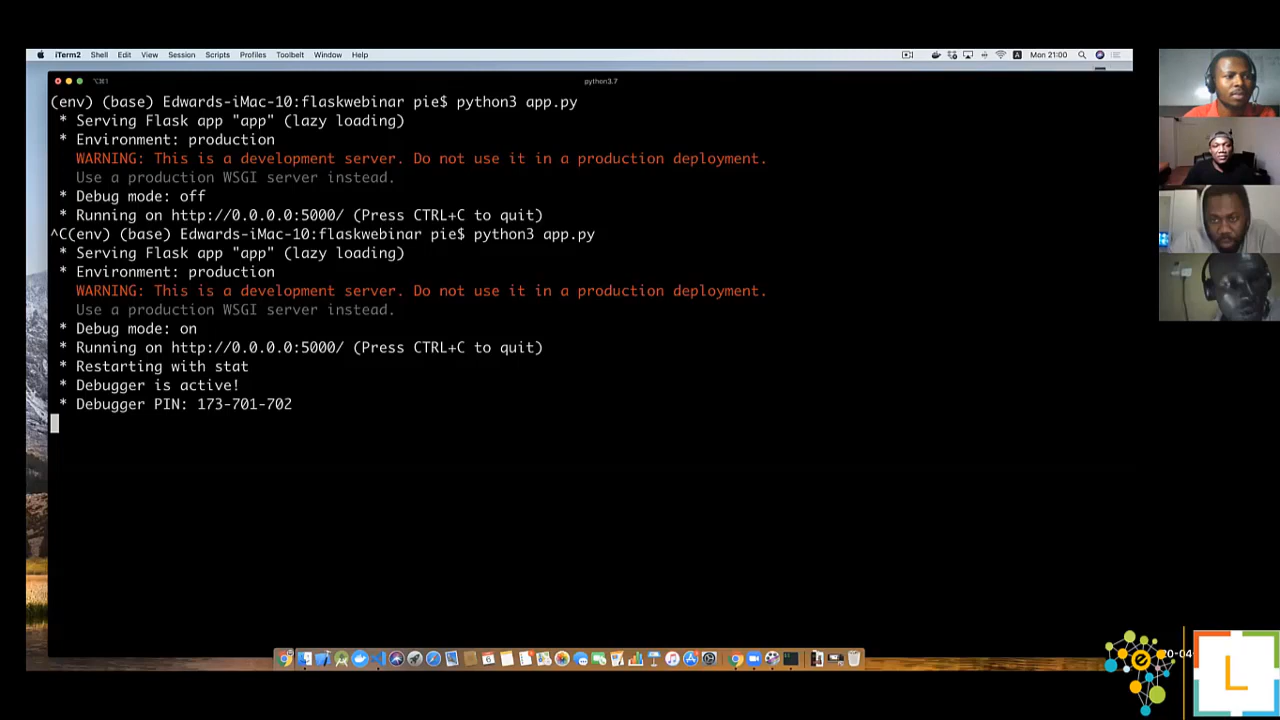 iTerm2 Shell Edit View Session Scripts Profiles Toolbelt Window Help Mon 21:00
python3.7
(env) (base) Edwards-iMac-10:flaskwebinar pie$ python3 app.py
* Serving Flask app "app" (lazy loading)
* Environment: production
WARNING: This is a development server. Do not use it in a production deployment.
Use a production WSGI server instead.
* Debug mode: off
* Running on http://0.0.0.0:5000/ (Press CTRL+C to quit)
^C(env) (base) Edwards-iMac-10:flaskwebinar pie$ python3 app.py
* Serving Flask app "app" (lazy loading)
* Environment: production
WARNING: This is a development server. Do not use it in a production deployment.
Use a production WSGI server instead.
* Debug mode: on
* Running on http://0.0.0.0:5000/ (Press CTRL+C to quit)
* Restarting with stat
* Debugger is active!
* Debugger PIN: 173-701-702
L